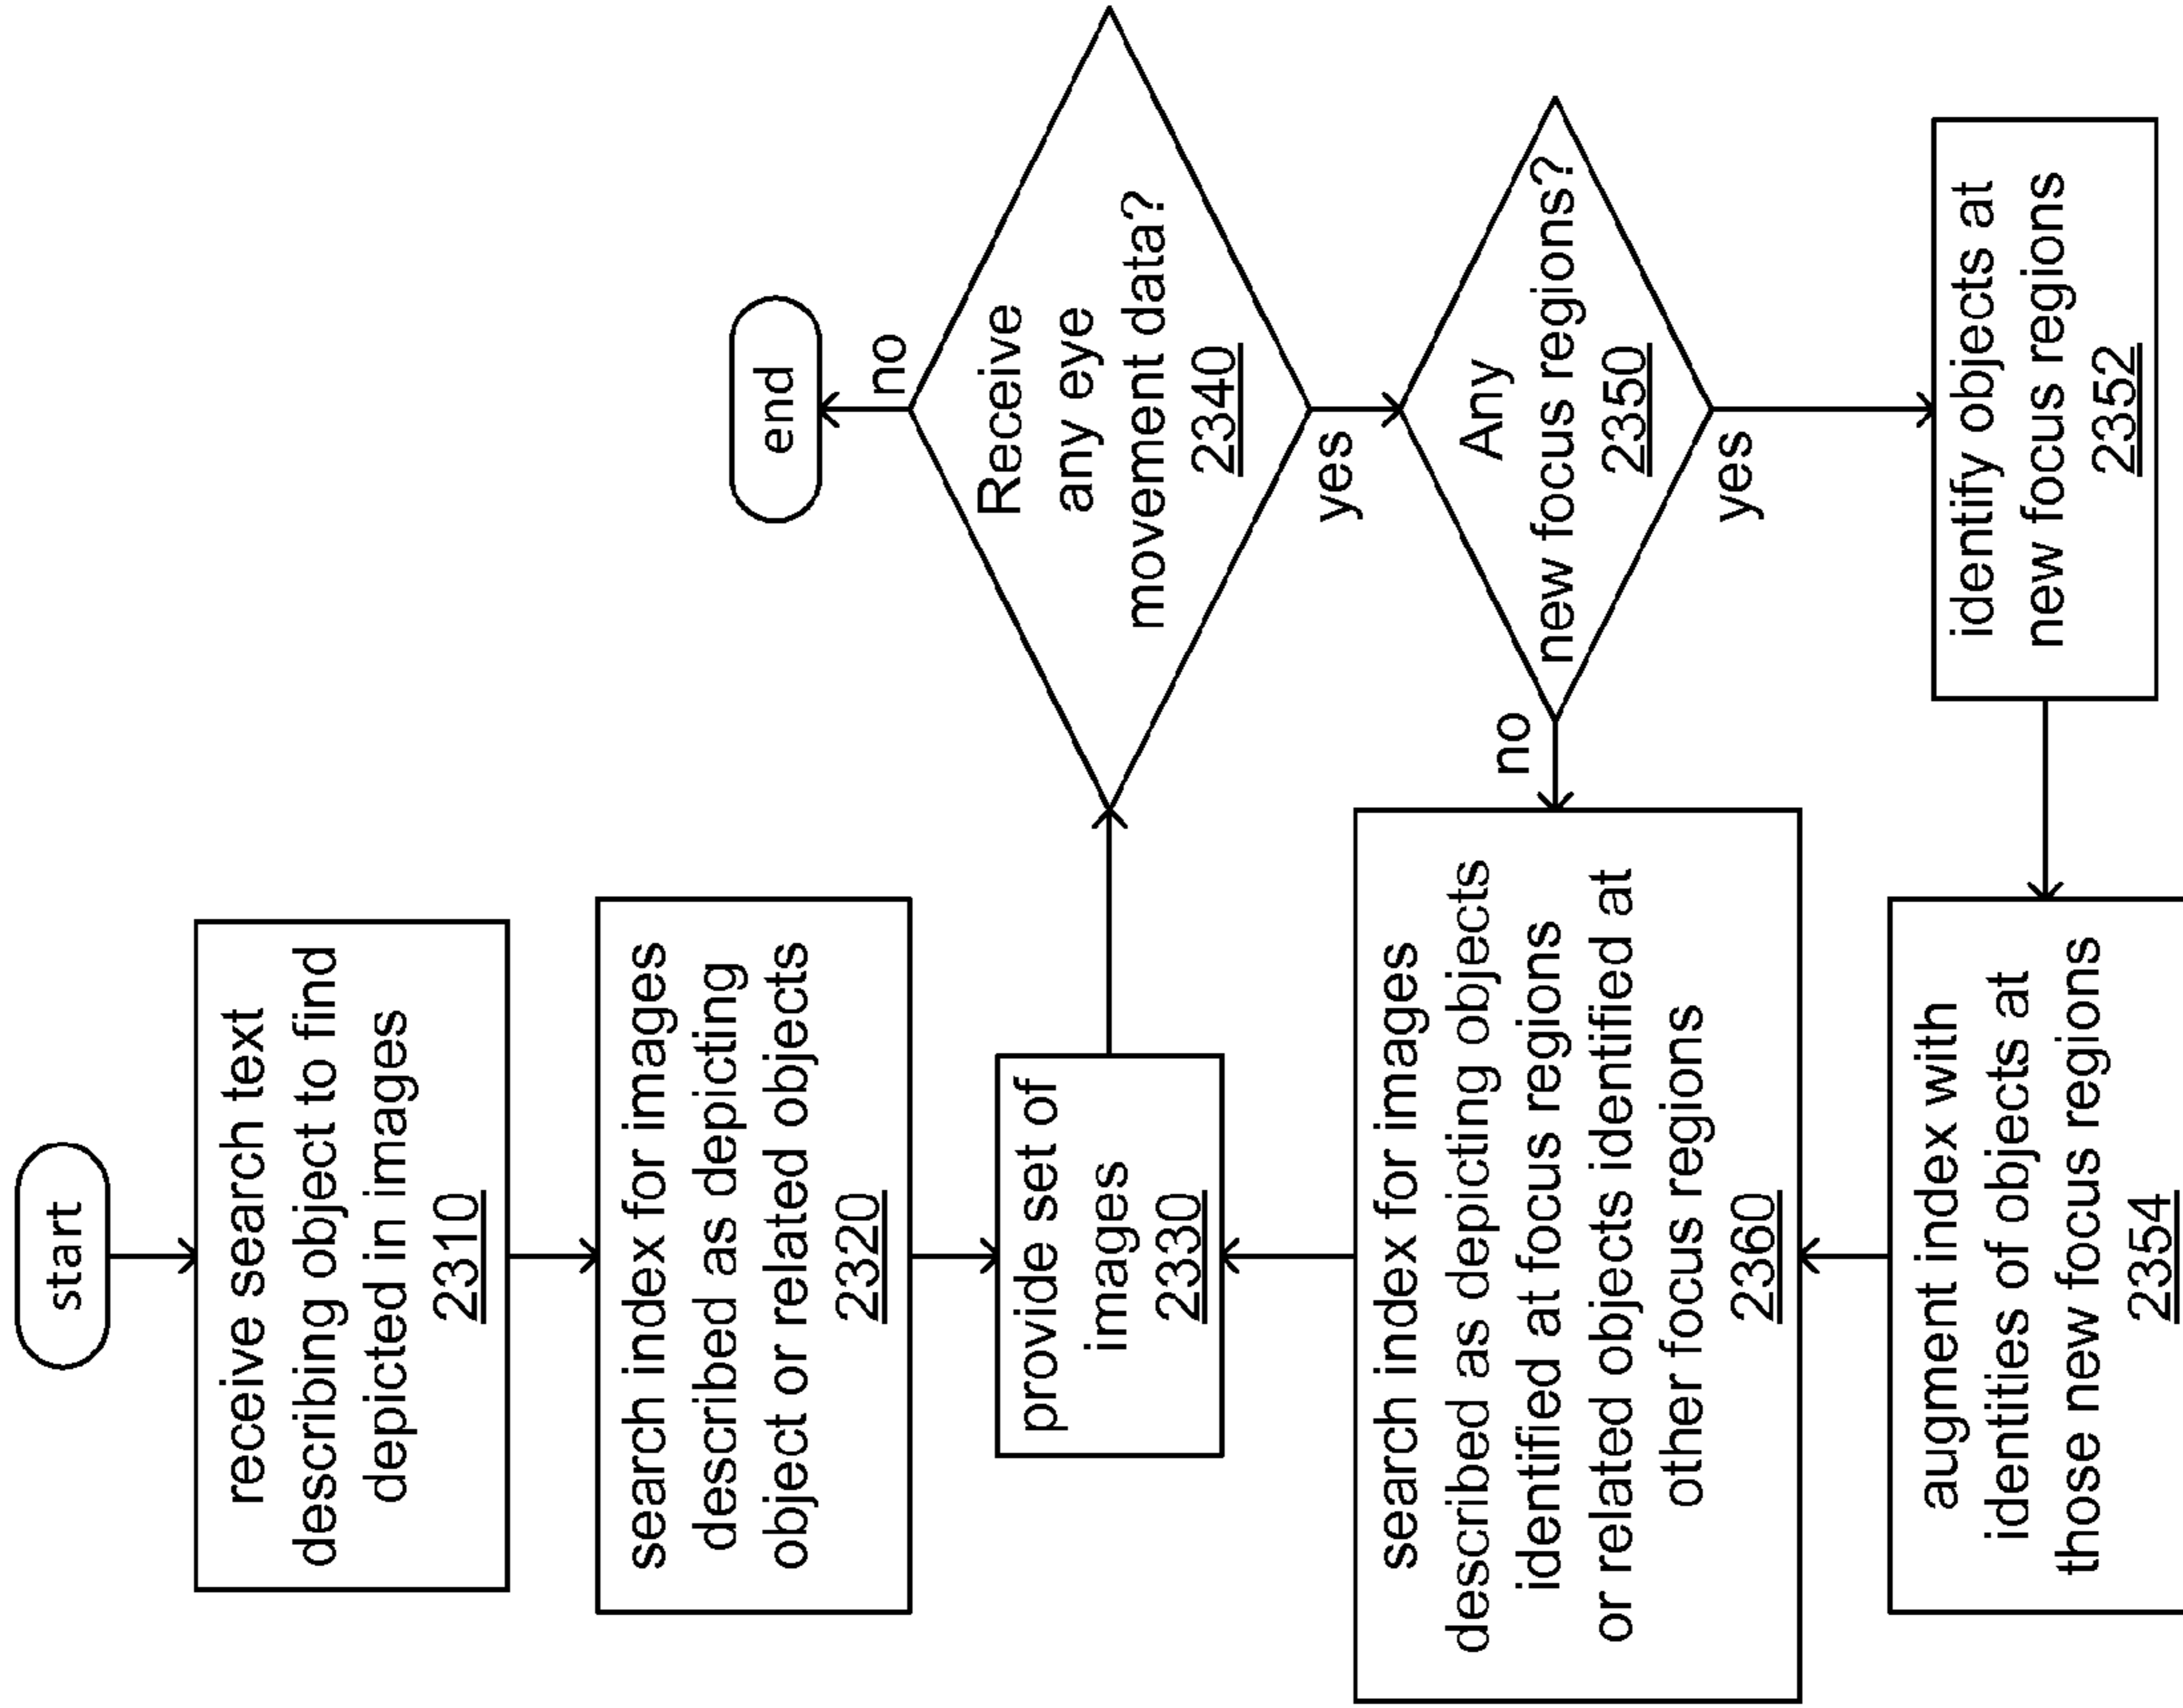 start
receive search text
describing object to find
depicted in images
2310
search index for images
described as depicting
object or related objects
2320
provide set of
images
2330
end
no
Receive
any eye
movement data?
2340
yes
Any
new focus regions?
2350
no
yes
identify objects at
new focus regions
2352
augment index with
identities of objects at
those new focus regions
2354
search index for images
described as depicting objects
identified at focus regions
or related objects identified at
other focus regions
2360